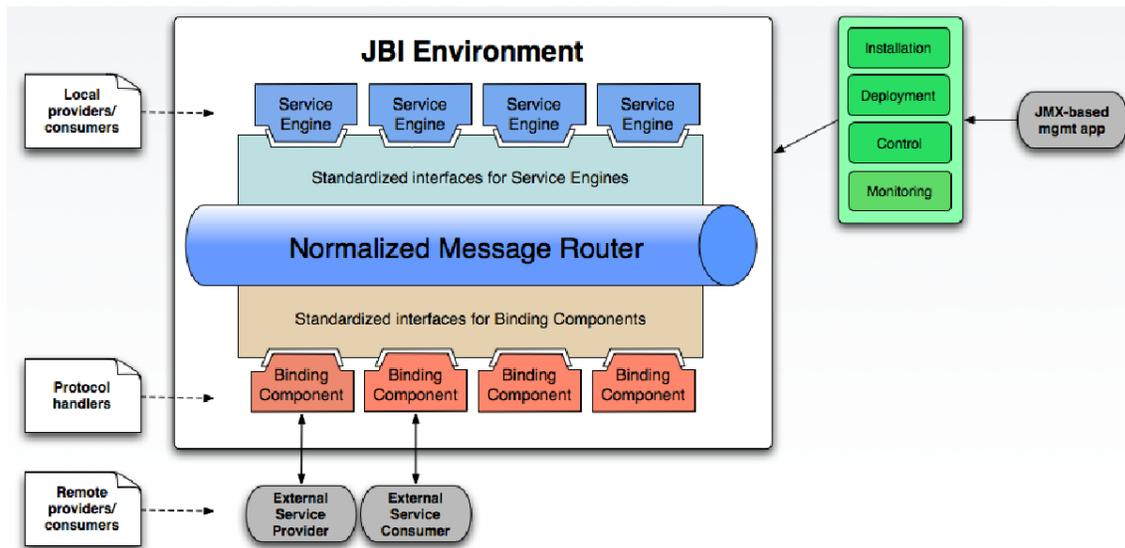 JBI Environment
Installation
Deployment
Control
Monitoring
JMX-based
mgmt app
Local
providers/
consumers
Service
Engine
Service
Engine
Service
Engine
Service
Engine
Standardized interfaces for Service Engines
Normalized Message Router
Standardized interfaces for Binding Components
Protocol
handlers
Binding
Component
Binding
Component
Binding
Component
Binding
Component
Remote
providers/
consumers
External
Service
Provider
External
Service
Consumer